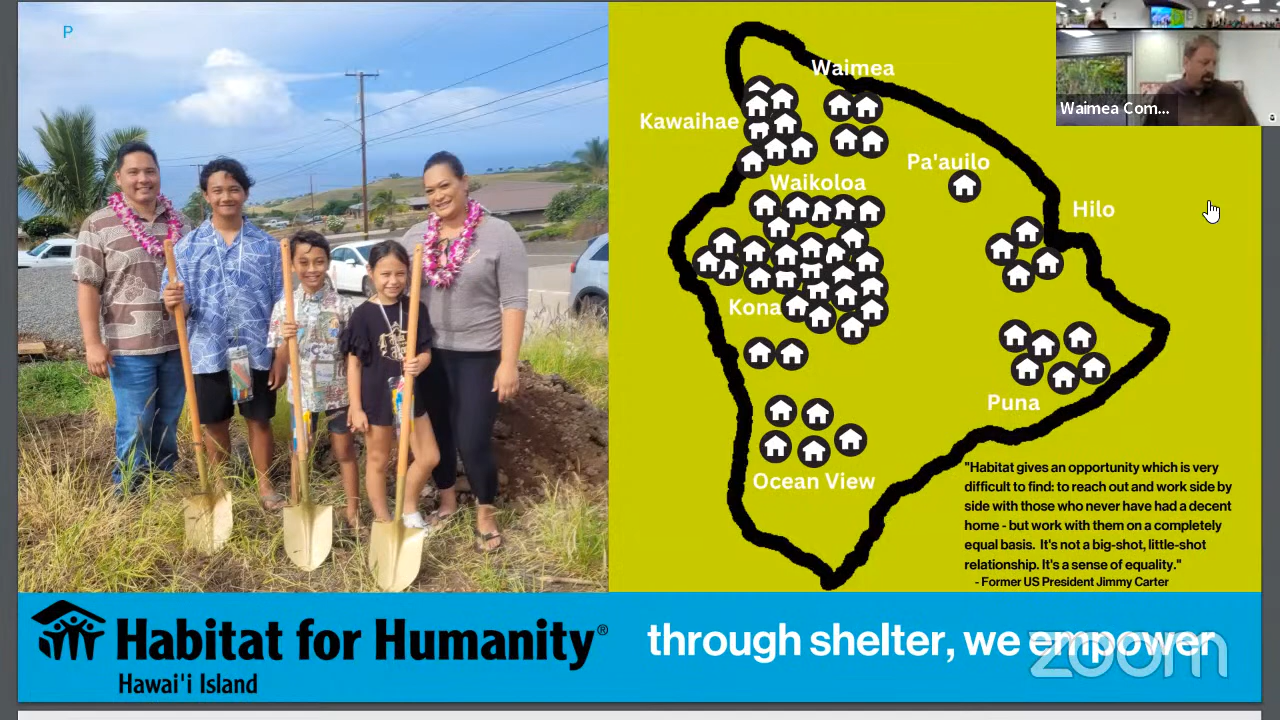 P
Waimea
Kawaihae
Pa'auilo
Waikoloa
Hilo
Kona
Puna
Ocean View
"Habitat gives an opportunity which is very
difficult to find: to reach out and work side by
side with those who never have had a decent
home - but work with them on a completely
equal basis. It's not a big-shot, little-shot
relationship. It's a sense of equality."
- Former US President Jimmy Carter
Waimea Com...
Habitat for Humanity®
Hawai'i Island
through shelter, we empower
zoom